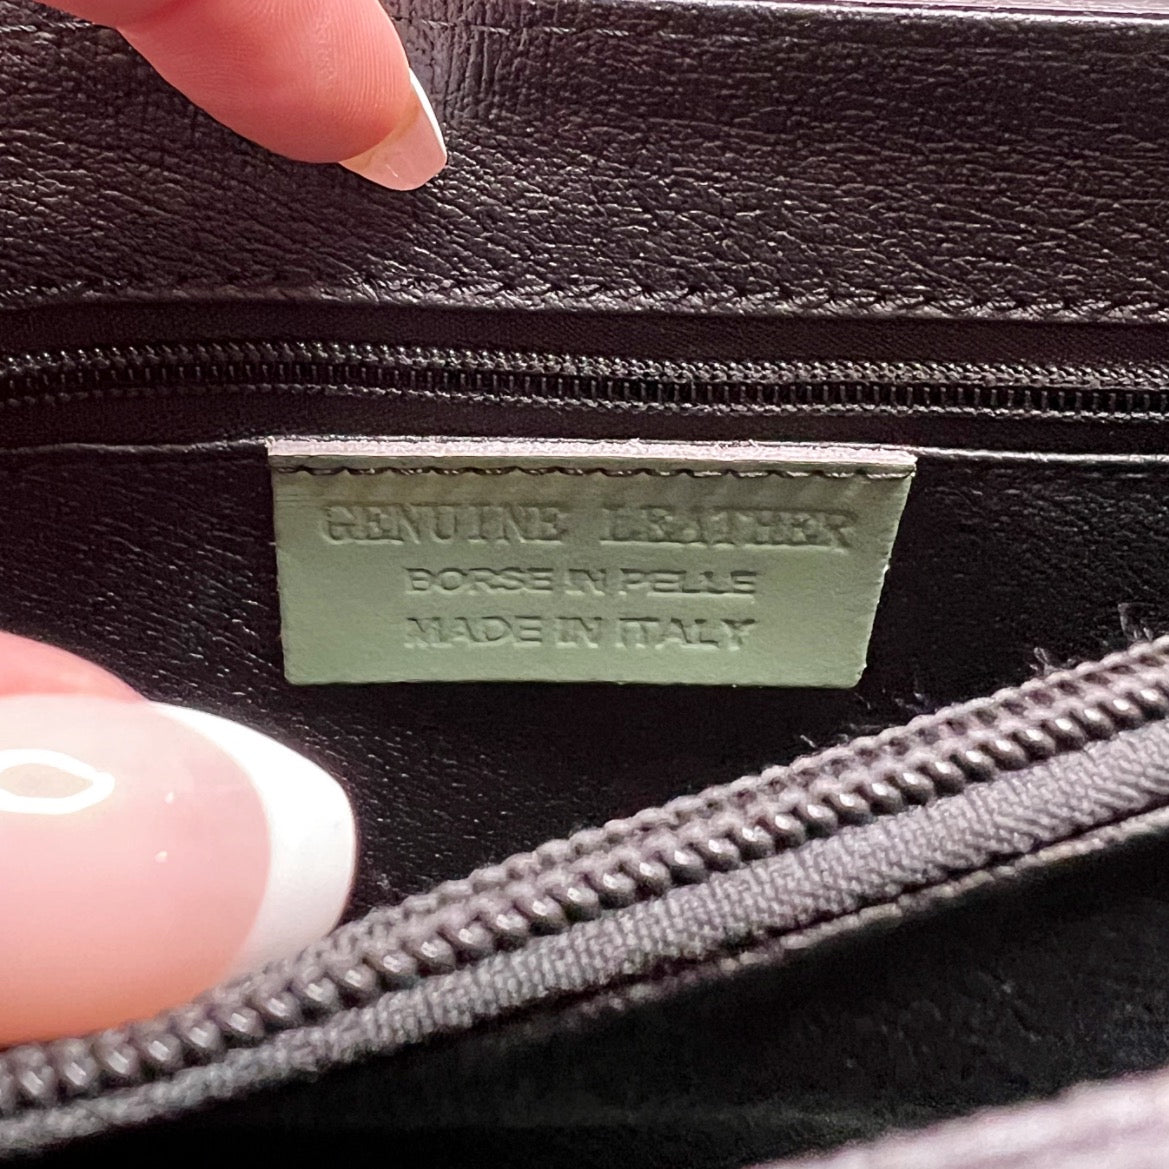 GENUINE LEATHER
BORSE IN PELLE
MADE IN ITALY